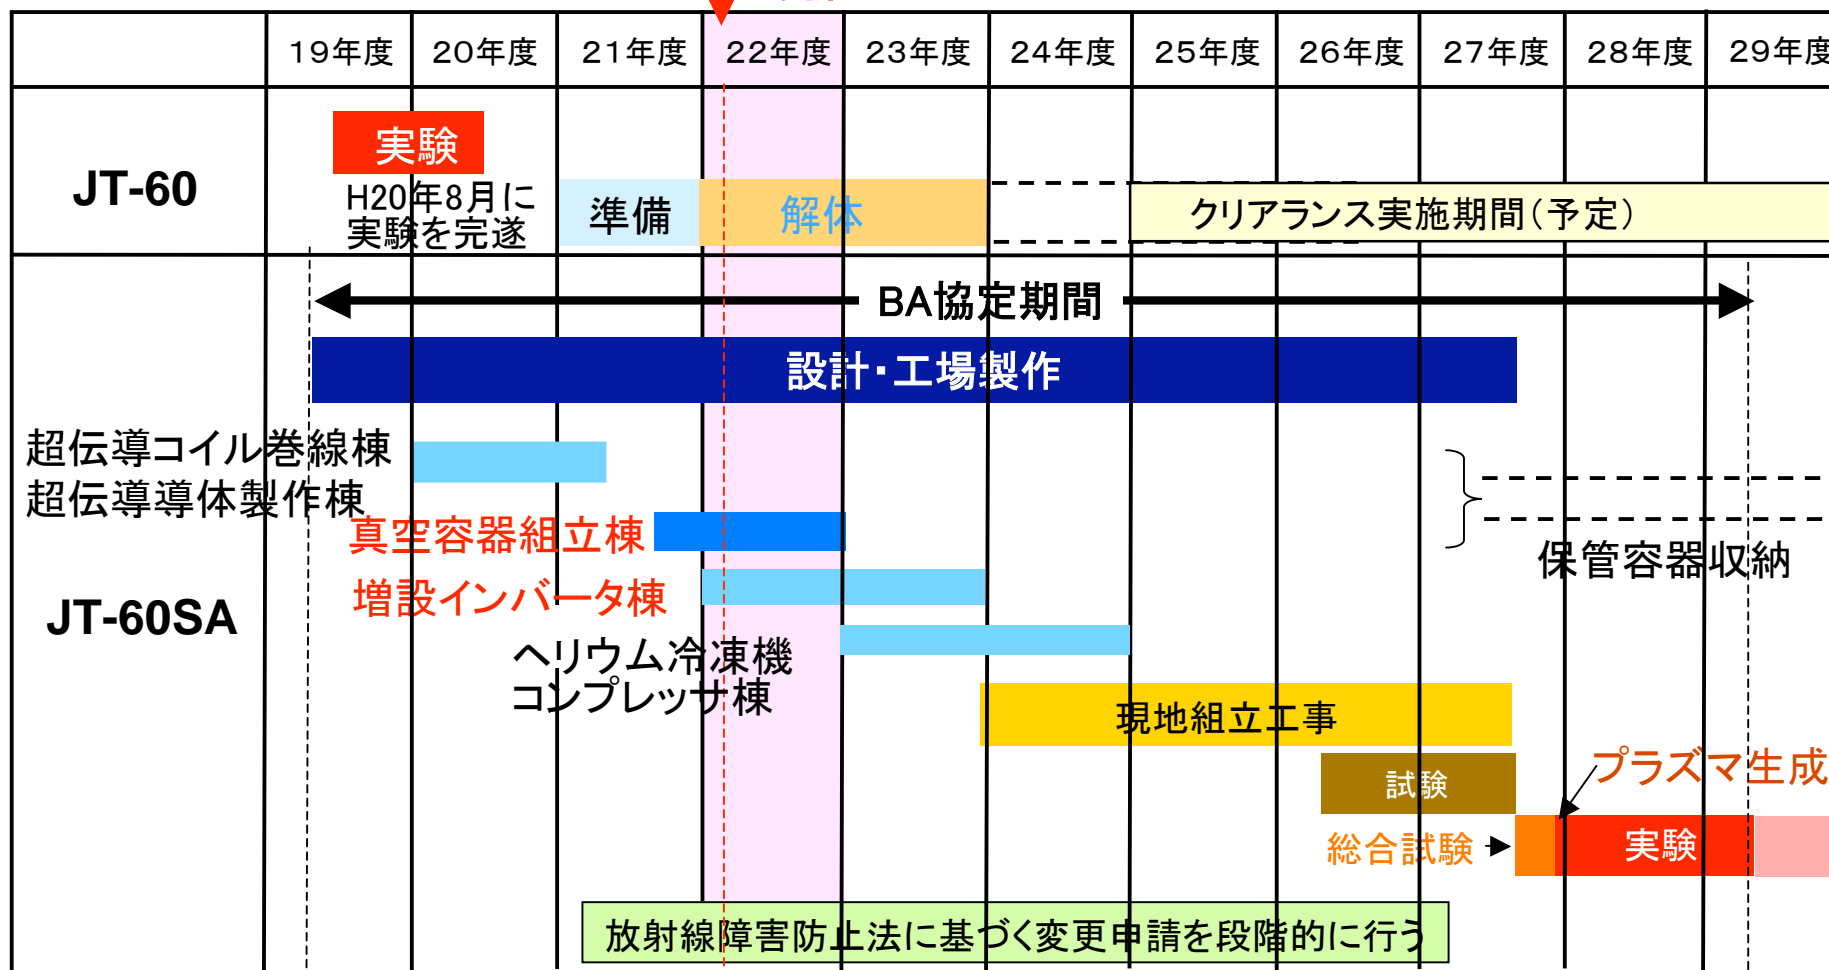 19年度 20年度 21年度 22年度 23年度 24年度 25年度 26年度 27年度 28年度 29年度
JT-60
実験
H20年8月に
実験を完遂
準備
解体
クリアランス実施期間(予定)
BA協定期間
設計・工場製作
超伝導コイル巻線棟
超伝導導体製作棟
真空容器組立棟
増設インバータ棟
JT-60SA
ヘリウム冷凍機
コンプレッサ棟
保管容器収納
現地組立工事
試験
プラズマ生成
総合試験
実験
放射線障害防止法に基づく変更申請を段階的に行う